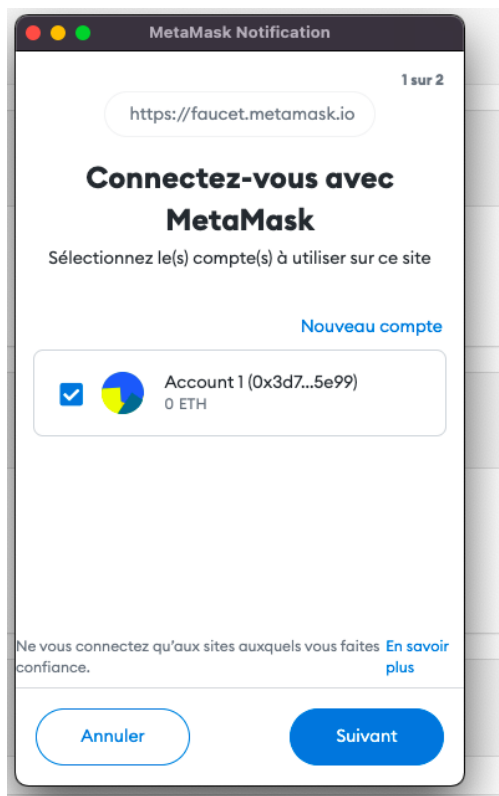 MetaMask Notification
1 sur 2
https://faucet.metamask.io
Connectez-vous avec
MetaMask
Sélectionnez le(s) compte(s) à utiliser sur ce site
Nouveau compte
Account 1 (0x3d7...5e99)
0 ETH
Ne vous connectez qu'aux sites auxquels vous faites
confiance.
En savoir
plus
Annuler
Suivant